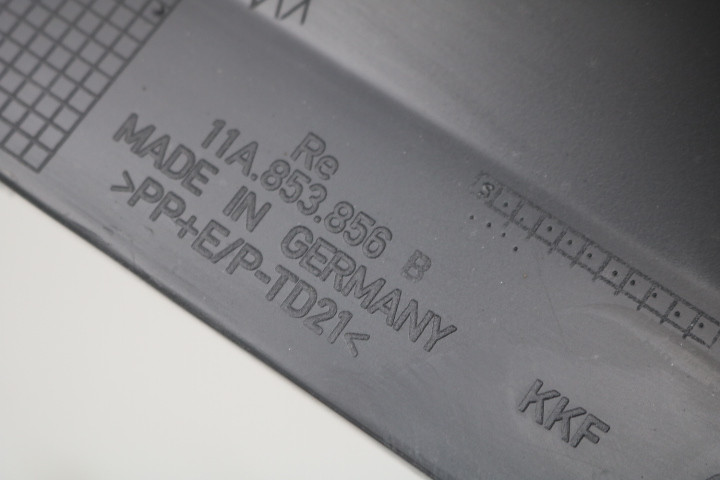 Re
11A.853.856 B
MADE IN GERMANY
>PP+E/P-TD21<
KKF